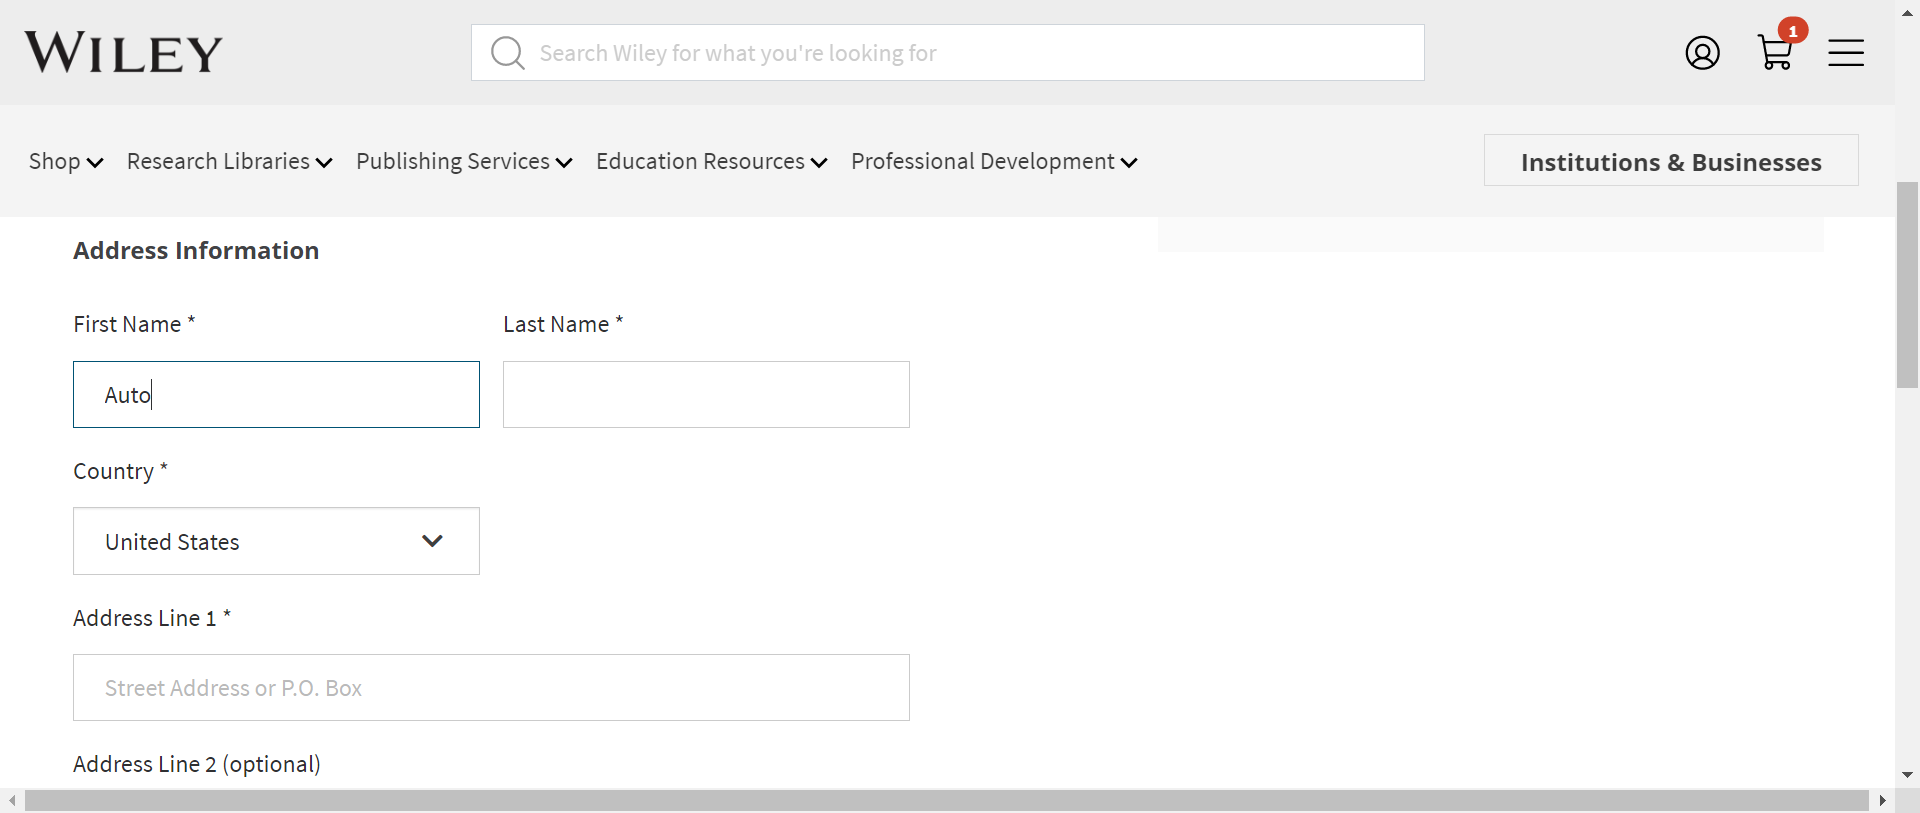 WILEY
Search Wiley for what you're looking for
1
Shop Research Libraries Publishing Services Education Resources Professional Development
Institutions & Businesses
Address Information
First Name * Last Name *
Auto
Country *
United States
Address Line 1 *
Street Address or P.O. Box
Address Line 2 (optional)